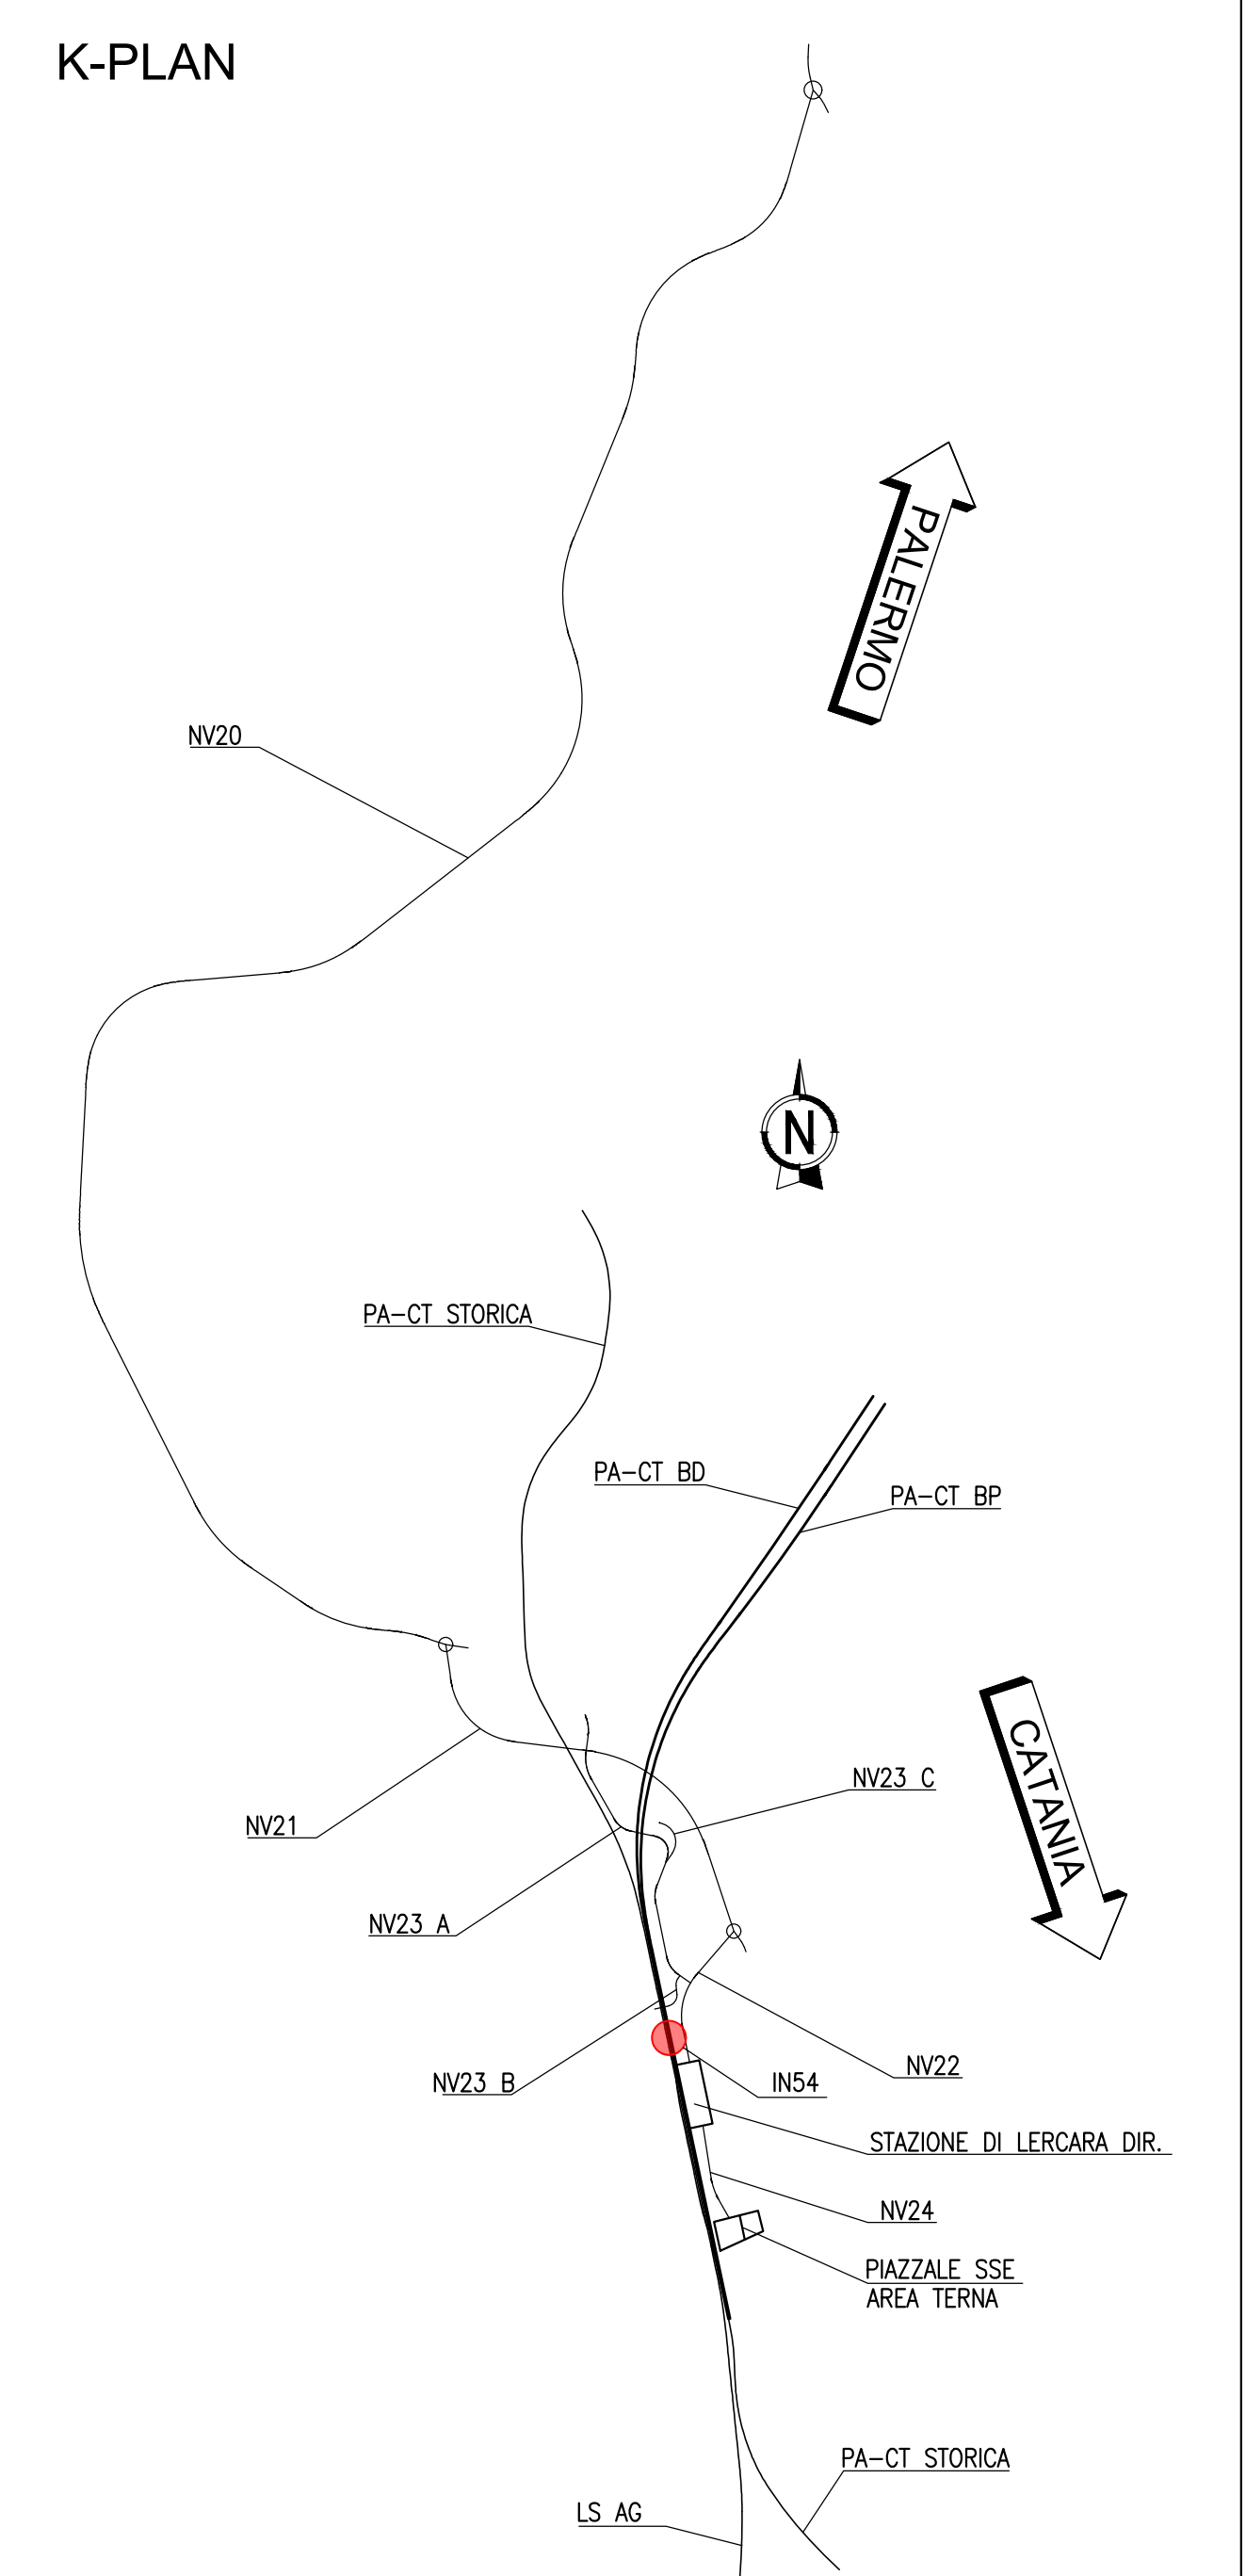 K-PLAN
PALERMO
NV20
N
PA-CT STORICA
PA-CT BD
PA-CT BP
CATANIA
NV23 C
NV21
NV23 A
NV22
NV23 B
IN54
STAZIONE DI LERCARA DIR.
NV24
PIAZZALE SSE
AREA TERNA
PA-CT STORICA
LS AG